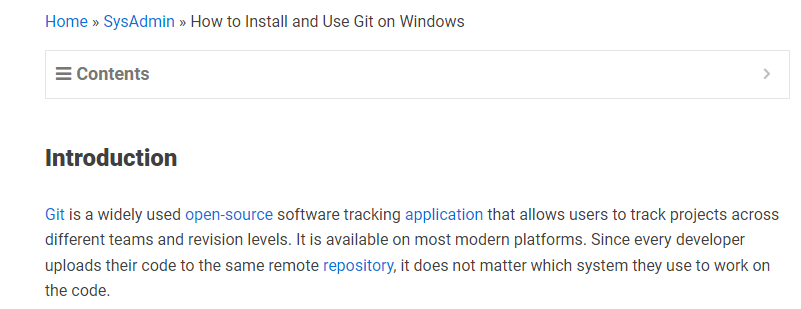 Home » SysAdmin » How to Install and Use Git on Windows
Contents
Introduction
Git is a widely used open-source software tracking application that allows users to track projects across
different teams and revision levels. It is available on most modern platforms. Since every developer
uploads their code to the same remote repository, it does not matter which system they use to work on
the code.